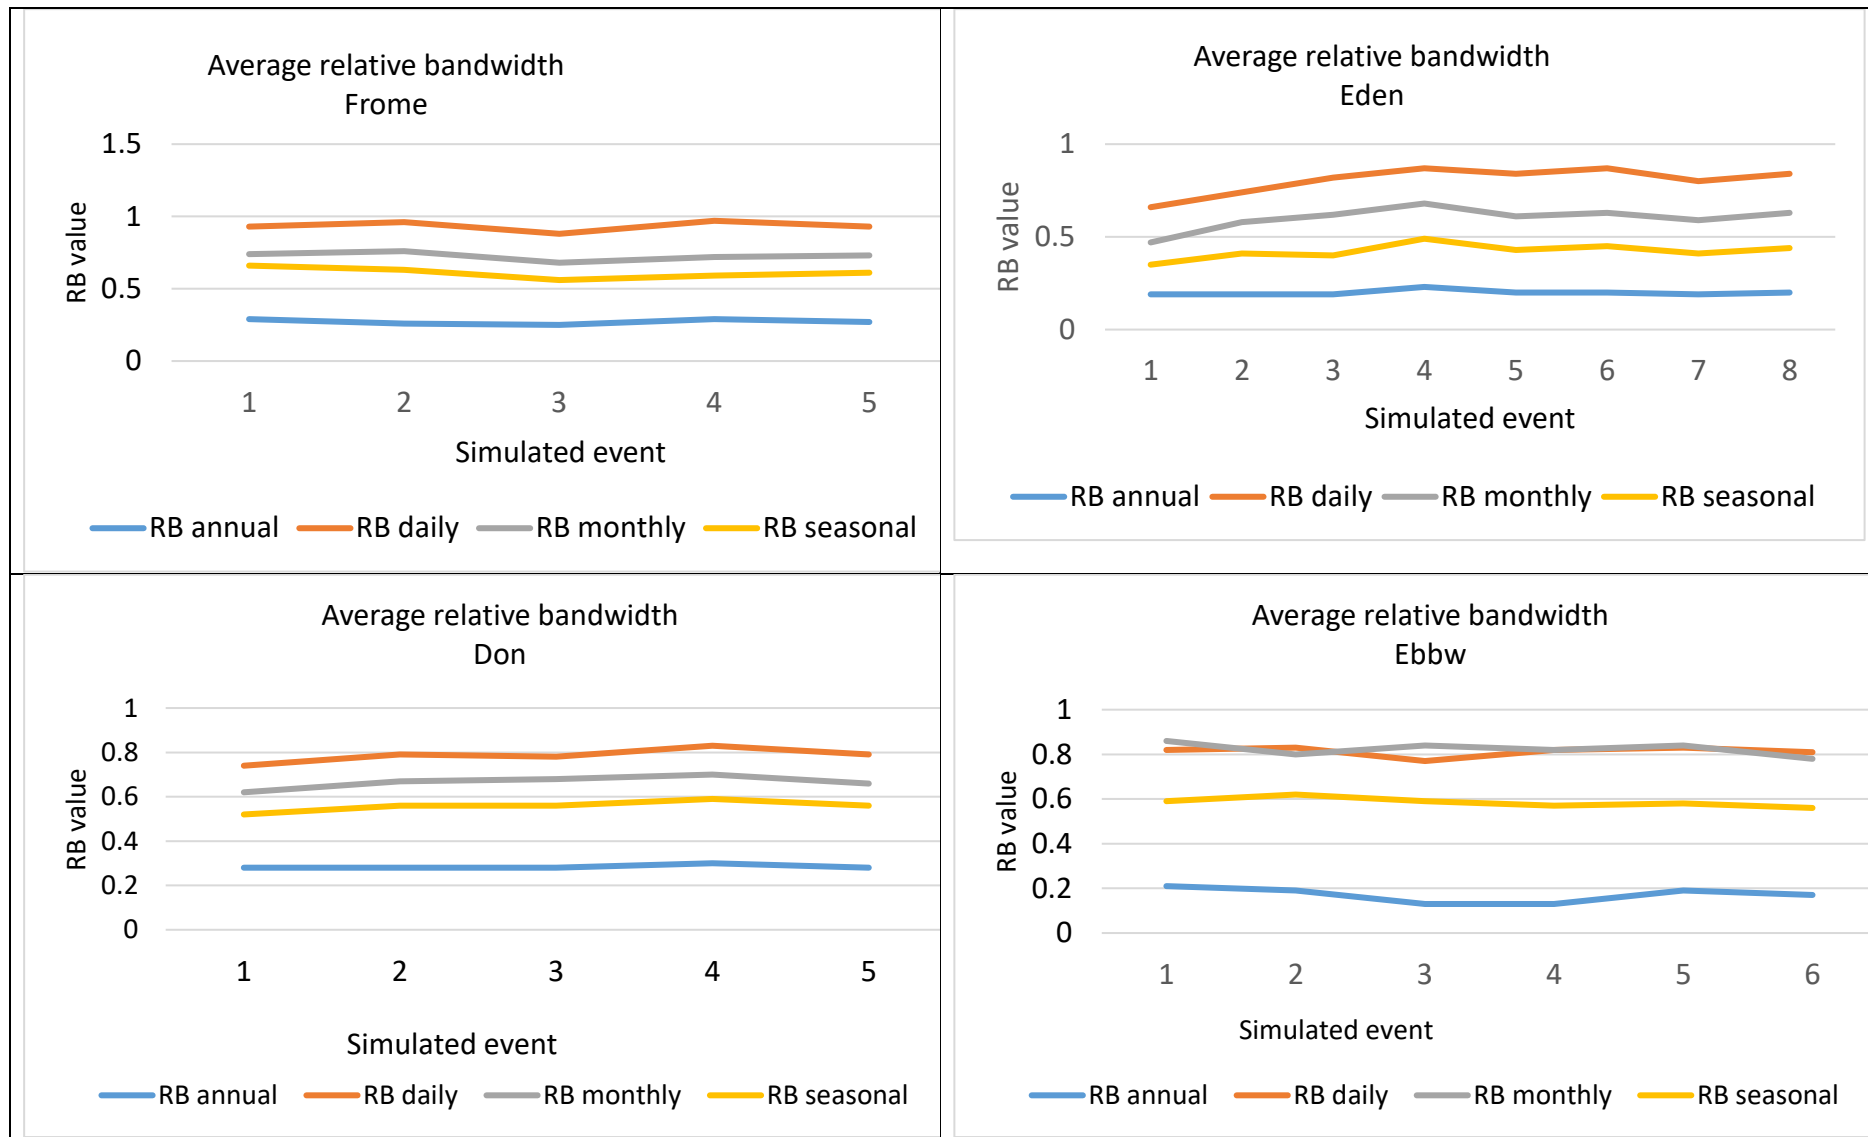 Average relative bandwidth
Frome
1.5
1
0.5
0
RB value
1 2 3 4 5
Simulated event
RB annual RB daily RB monthly RB seasonal
Average relative bandwidth
Eden
1
0.5
0
RB value
1 2 3 4 5 6 7 8
Simulated event
RB annual RB daily RB monthly RB seasonal
Average relative bandwidth
Don
1
0.8
0.6
0.4
0.2
0
RB value
1 2 3 4 5
Simulated event
RB annual RB daily RB monthly RB seasonal
Average relative bandwidth
Ebbw
1
0.8
0.6
0.4
0.2
0
RB value
1 2 3 4 5 6
Simulated event
RB annual RB daily RB monthly RB seasonal